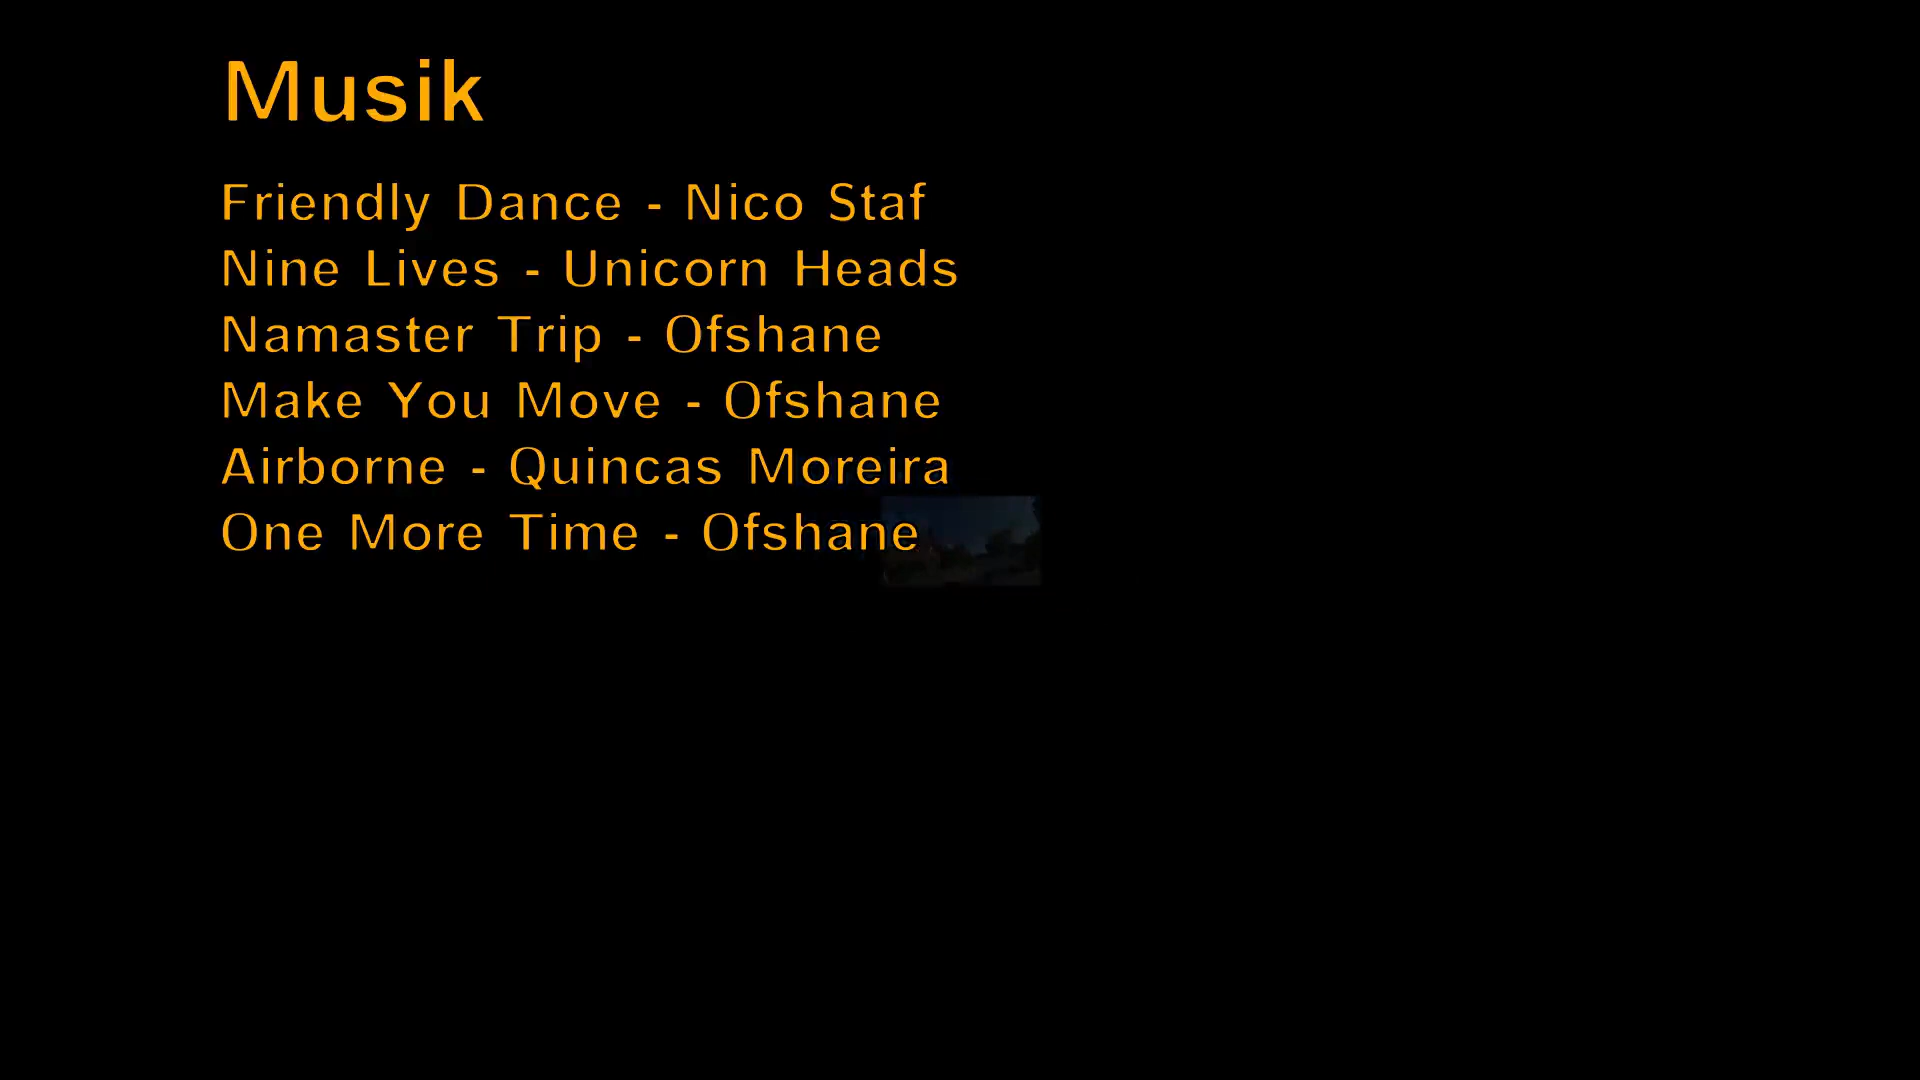 Musik
Friendly Dance - Nico Staf
Nine Lives - Unicorn Heads
Namaster Trip - Ofshane
Make You Move - Ofshane
Airborne - Quincas Moreira
One More Time - Ofshane